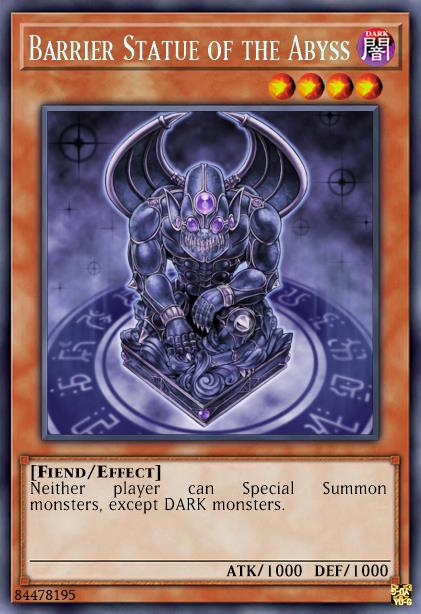 BARRIER STATUE OF THE ABYSS
DARK
闇
[FIEND/EFFECT]
Neither player can Special Summon
monsters, except DARK monsters.
ATK/1000 DEF/1000
84478195